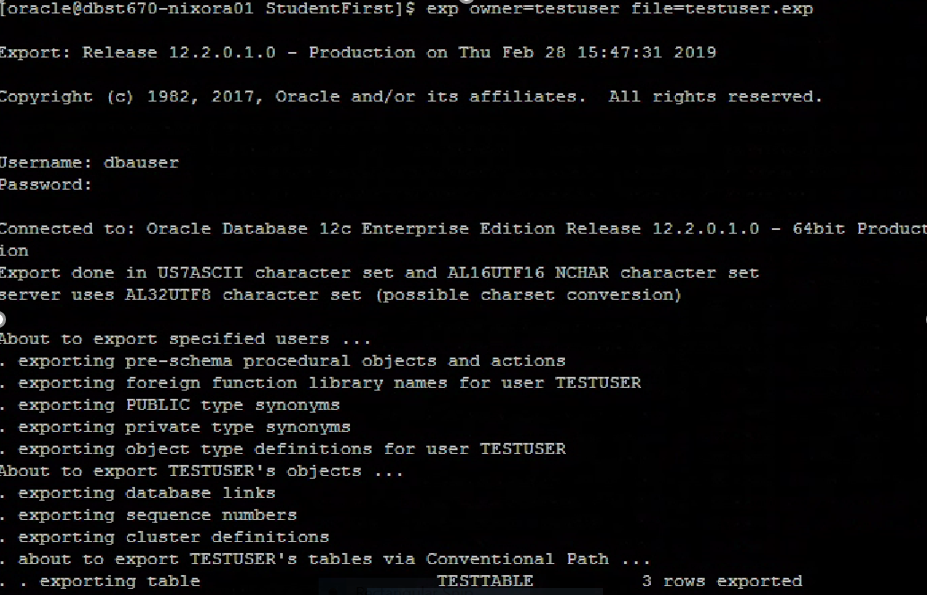 [oracle@dbst670-nixora01 StudentFirst]$ exp owner=testuser file=testuser.exp
Export: Release 12.2.0.1.0 - Production on Thu Feb 28 15:47:31 2019
Copyright (c) 1982, 2017, Oracle and/or its affiliates.  All rights reserved.
Username: dbauser
Password:
Connected to: Oracle Database 12c Enterprise Edition Release 12.2.0.1.0 - 64bit Product
ion
Export done in US7ASCII character set and AL16UTF16 NCHAR character set
server uses AL32UTF8 character set (possible charset conversion)
About to export specified users ...
. exporting pre-schema procedural objects and actions
. exporting foreign function library names for user TESTUSER
. exporting PUBLIC type synonyms
. exporting private type synonyms
. exporting object type definitions for user TESTUSER
About to export TESTUSER's objects ...
. exporting database links
. exporting sequence numbers
. exporting cluster definitions
. about to export TESTUSER's tables via Conventional Path ...
. . exporting table                      TESTTABLE          3 rows exported